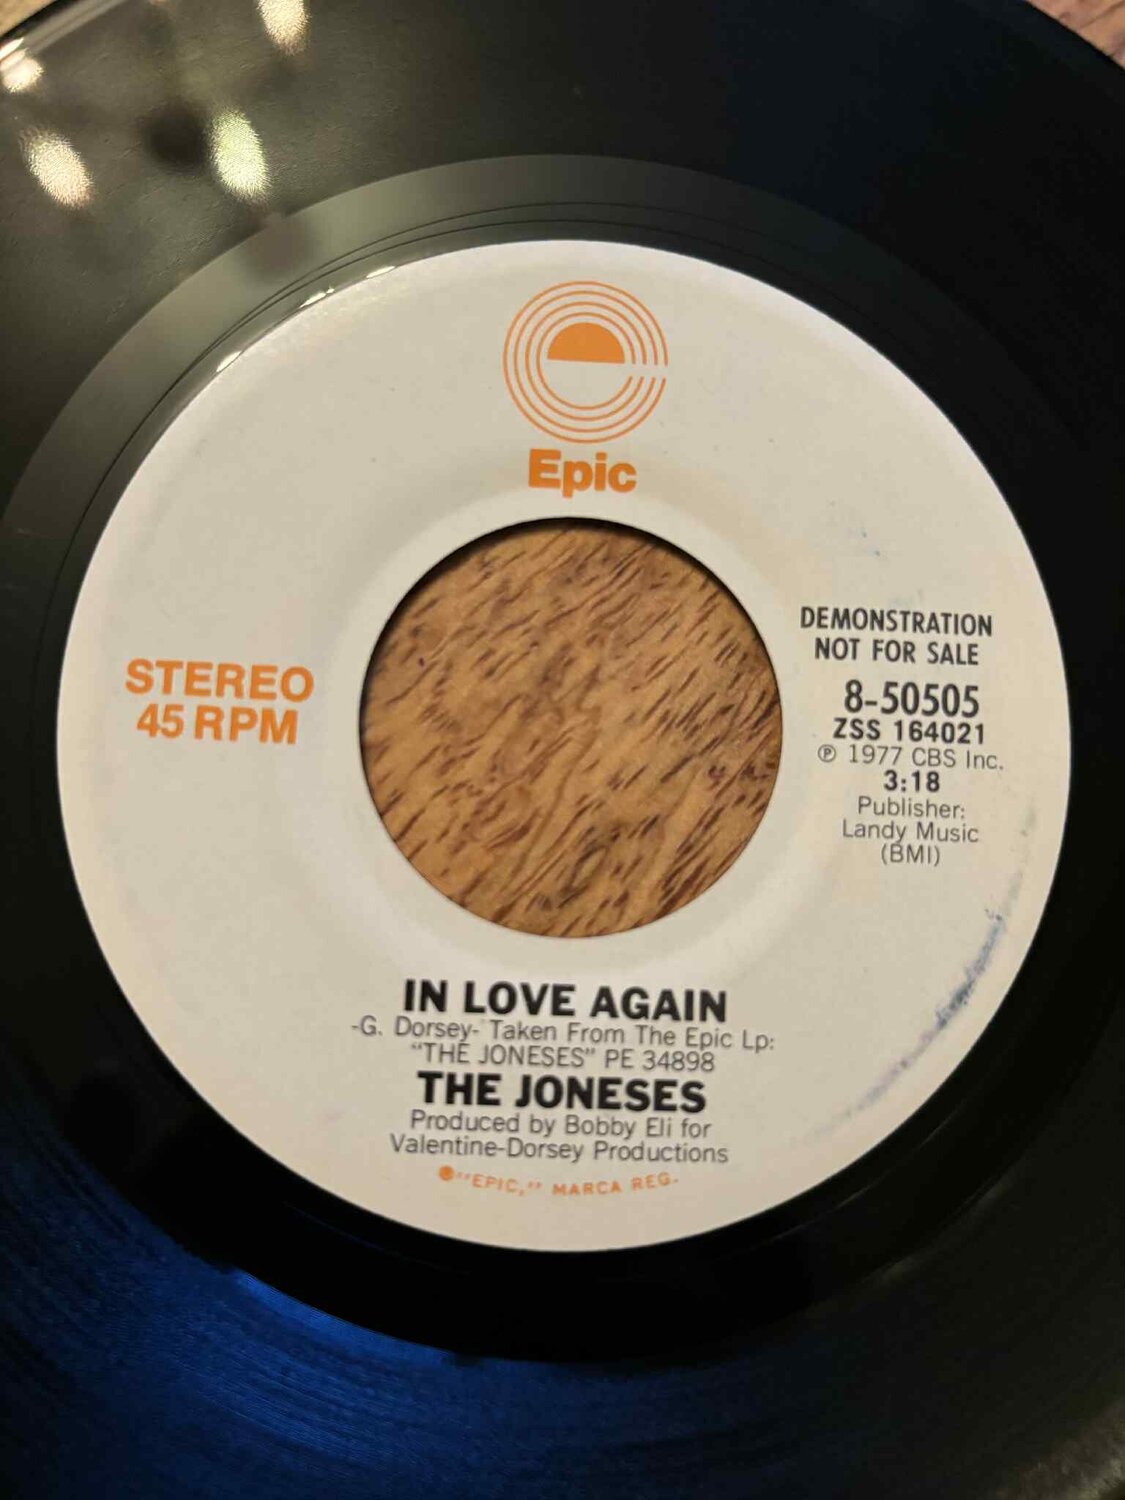 Epic
STEREO
45 RPM
DEMONSTRATION
NOT FOR SALE
8-50505
ZSS 164021
℗ 1977 CBS Inc.
3:18
Publisher:
Landy Music
(BMI)
IN LOVE AGAIN
-G. Dorsey- Taken From The Epic Lp:
"THE JONESES" PE 34898
THE JONESES
Produced by Bobby Eli for
Valentine-Dorsey Productions
"EPIC," MARCA REG.